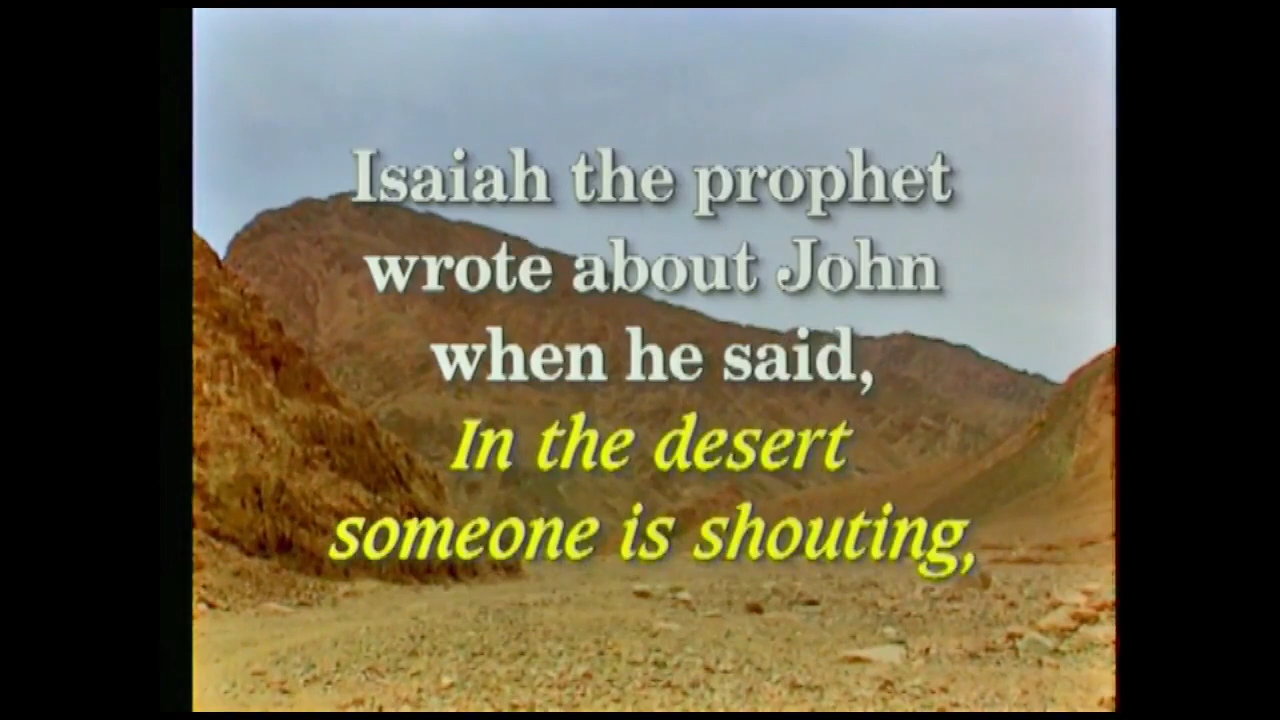 Isaiah the prophet
wrote about John
when he said,
In the desert
someone is shouting,